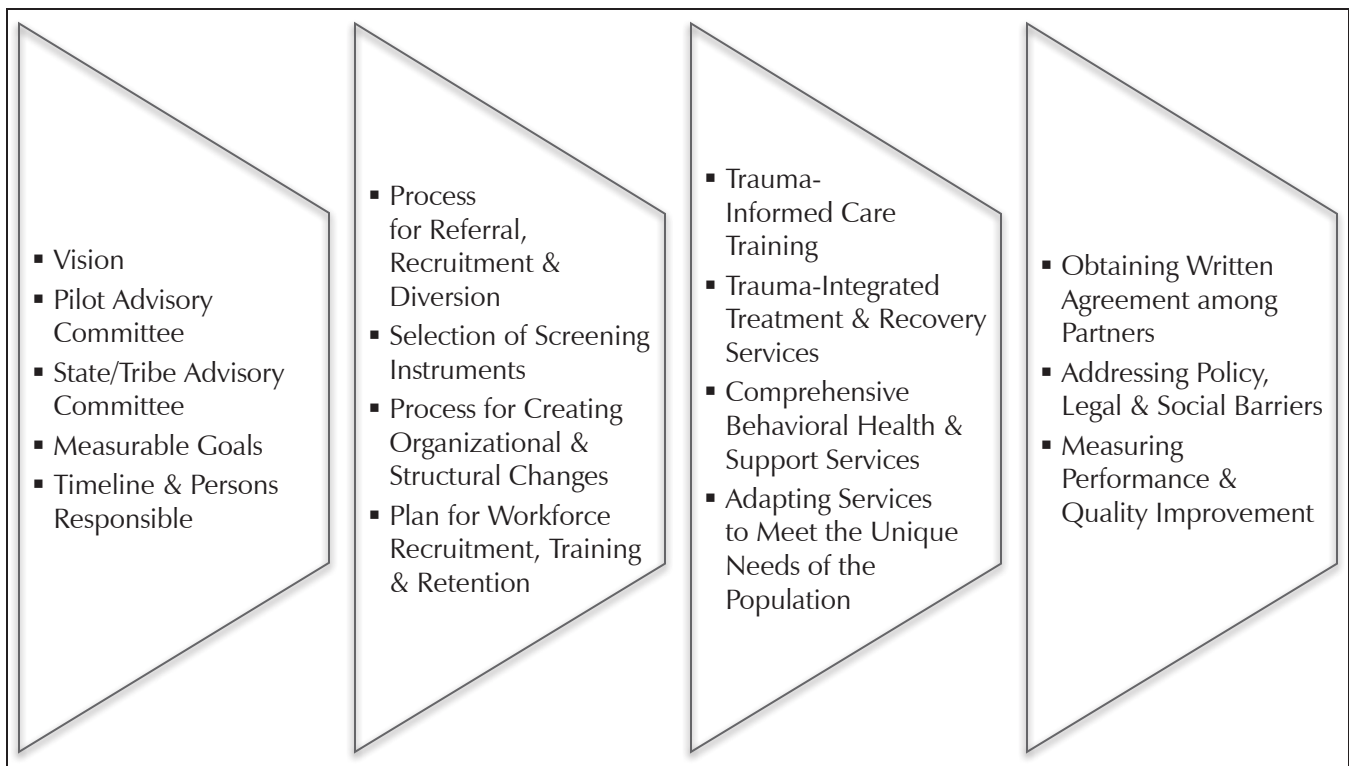 ▪ Vision
▪ Pilot Advisory
Committee
▪ State/Tribe Advisory
Committee
▪ Measurable Goals
▪ Timeline & Persons
Responsible
▪ Process
for Referral,
Recruitment &
Diversion
▪ Selection of Screening
Instruments
▪ Process for Creating
Organizational &
Structural Changes
▪ Plan for Workforce
Recruitment, Training
& Retention
▪ Trauma-
Informed Care
Training
▪ Trauma-Integrated
Treatment & Recovery
Services
▪ Comprehensive
Behavioral Health &
Support Services
▪ Adapting Services
to Meet the Unique
Needs of the
Population
▪ Obtaining Written
Agreement among
Partners
▪ Addressing Policy,
Legal & Social Barriers
▪ Measuring
Performance &
Quality Improvement